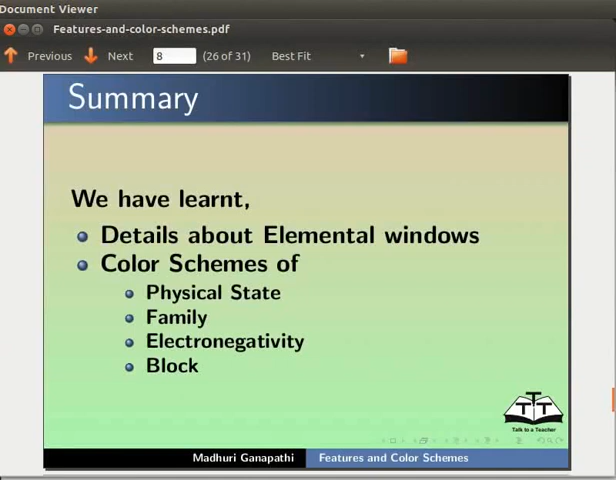 Document Viewer
Features-and-color-schemes.pdf
Previous Next 8 (26 of 31) Best Fit
Summary
We have learnt,
Details about Elemental windows
Color Schemes of
Physical State
Family
Electronegativity
Block
Talk to a Teacher
Madhuri Ganapathi Features and Color Schemes